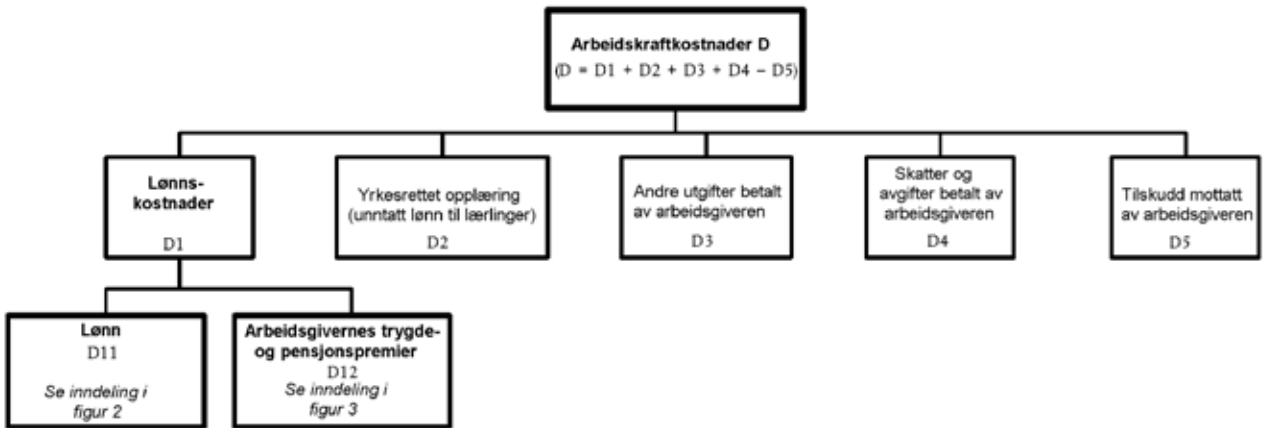 Arbeidskraftkostnader D
(D = D1 + D2 + D3 + D4 – D5)
Lønns-
kostnader
D1
Yrkesrettet opplæring
(unntatt lønn til lærlinger)
D2
Andre utgifter betalt
av arbeidsgiveren
D3
Skatter og
avgifter betalt av
arbeidsgiveren
D4
Tilskudd mottatt
av arbeidsgiveren
D5
Lønn
D11
Se inndeling i
figur 2
Arbeidsgivernes trygde-
og pensjonspremier
D12
Se inndeling i
figur 3